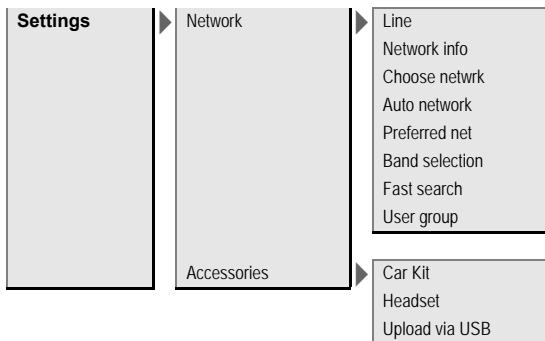 Settings
Network
Line
Network info
Choose netwrk
Auto network
Preferred net
Band selection
Fast search
User group
Accessories
Car Kit
Headset
Upload via USB